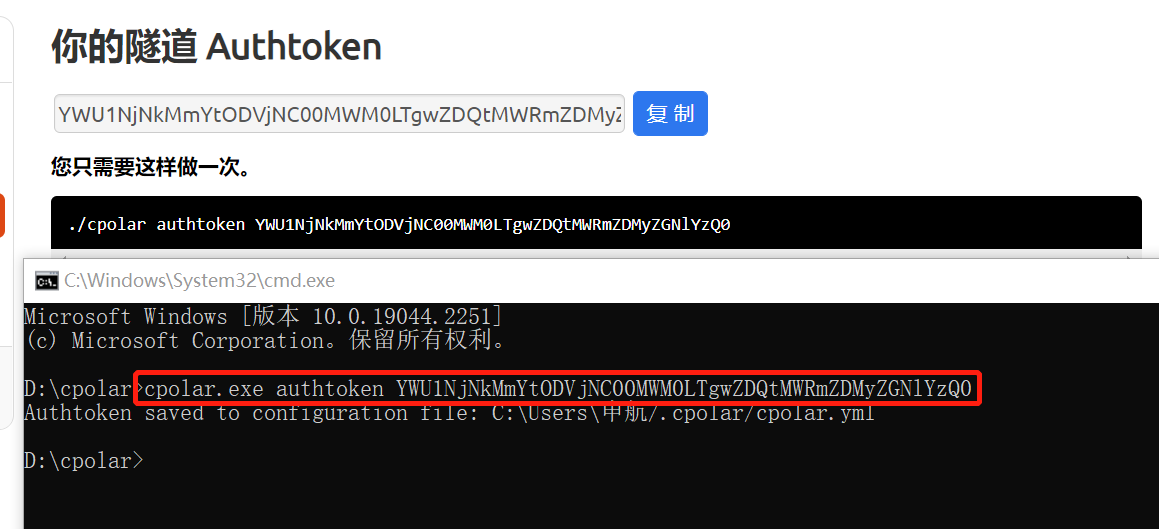 你的隧道 Authtoken
YWU1NjNkMmYtODVjNC00MWM0LTgwZDQtMWRmZDMyZ
复 制
您只需要这样做一次。
./cpolar authtoken YWU1NjNkMmYtODVjNC00MWM0LTgwZDQtMWRmZDMyZGNlYzQ0
C:\Windows\System32\cmd.exe
Microsoft Windows [版本 10.0.19044.2251]
(c) Microsoft Corporation。保留所有权利。
D:\cpolar>cpolar.exe authtoken YWU1NjNkMmYtODVjNC00MWM0LTgwZDQtMWRmZDMyZGNlYzQ0
Authtoken saved to configuration file: C:\Users\申航/.cpolar/cpolar.yml
D:\cpolar>